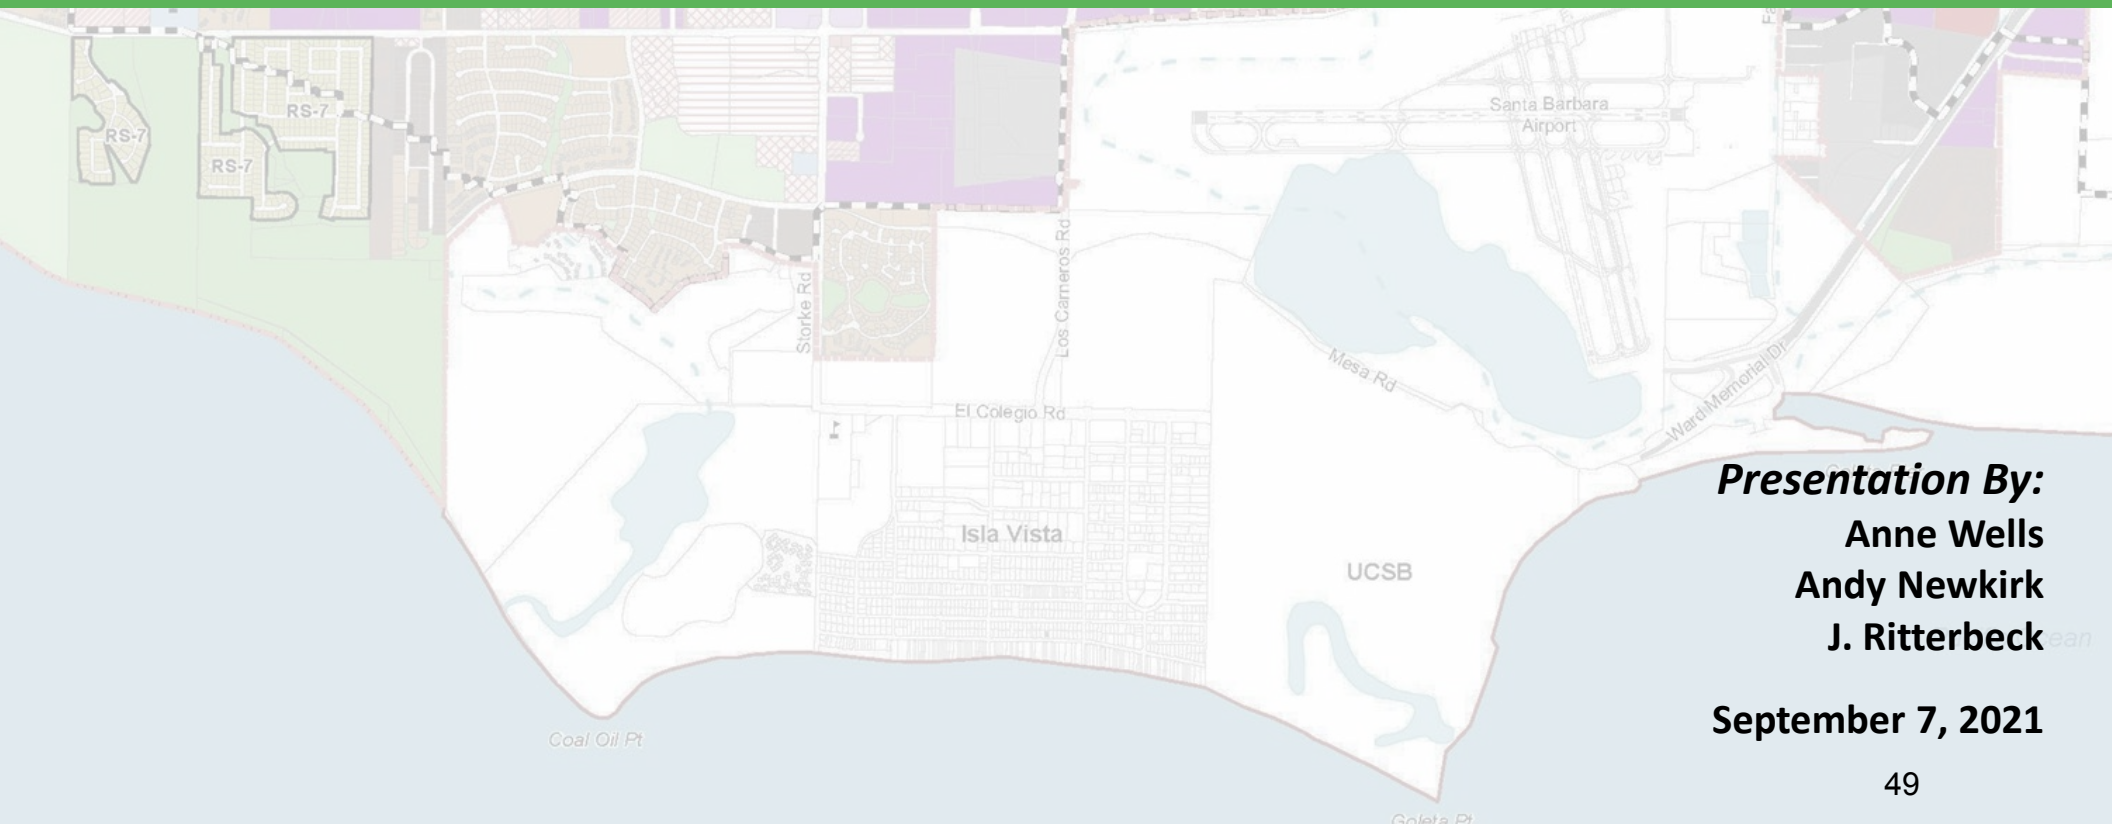 RS-7
RS-7
RS-7
Santa Barbara
Airport
Storke Rd
Los Carneros Rd
Mesa Rd
El Colegio Rd
Ward Memorial Dr
Isla Vista
UCSB
Coal Oil Pt
Goleta Pt
Presentation By:
Anne Wells
Andy Newkirk
J. Ritterbeck
September 7, 2021
49